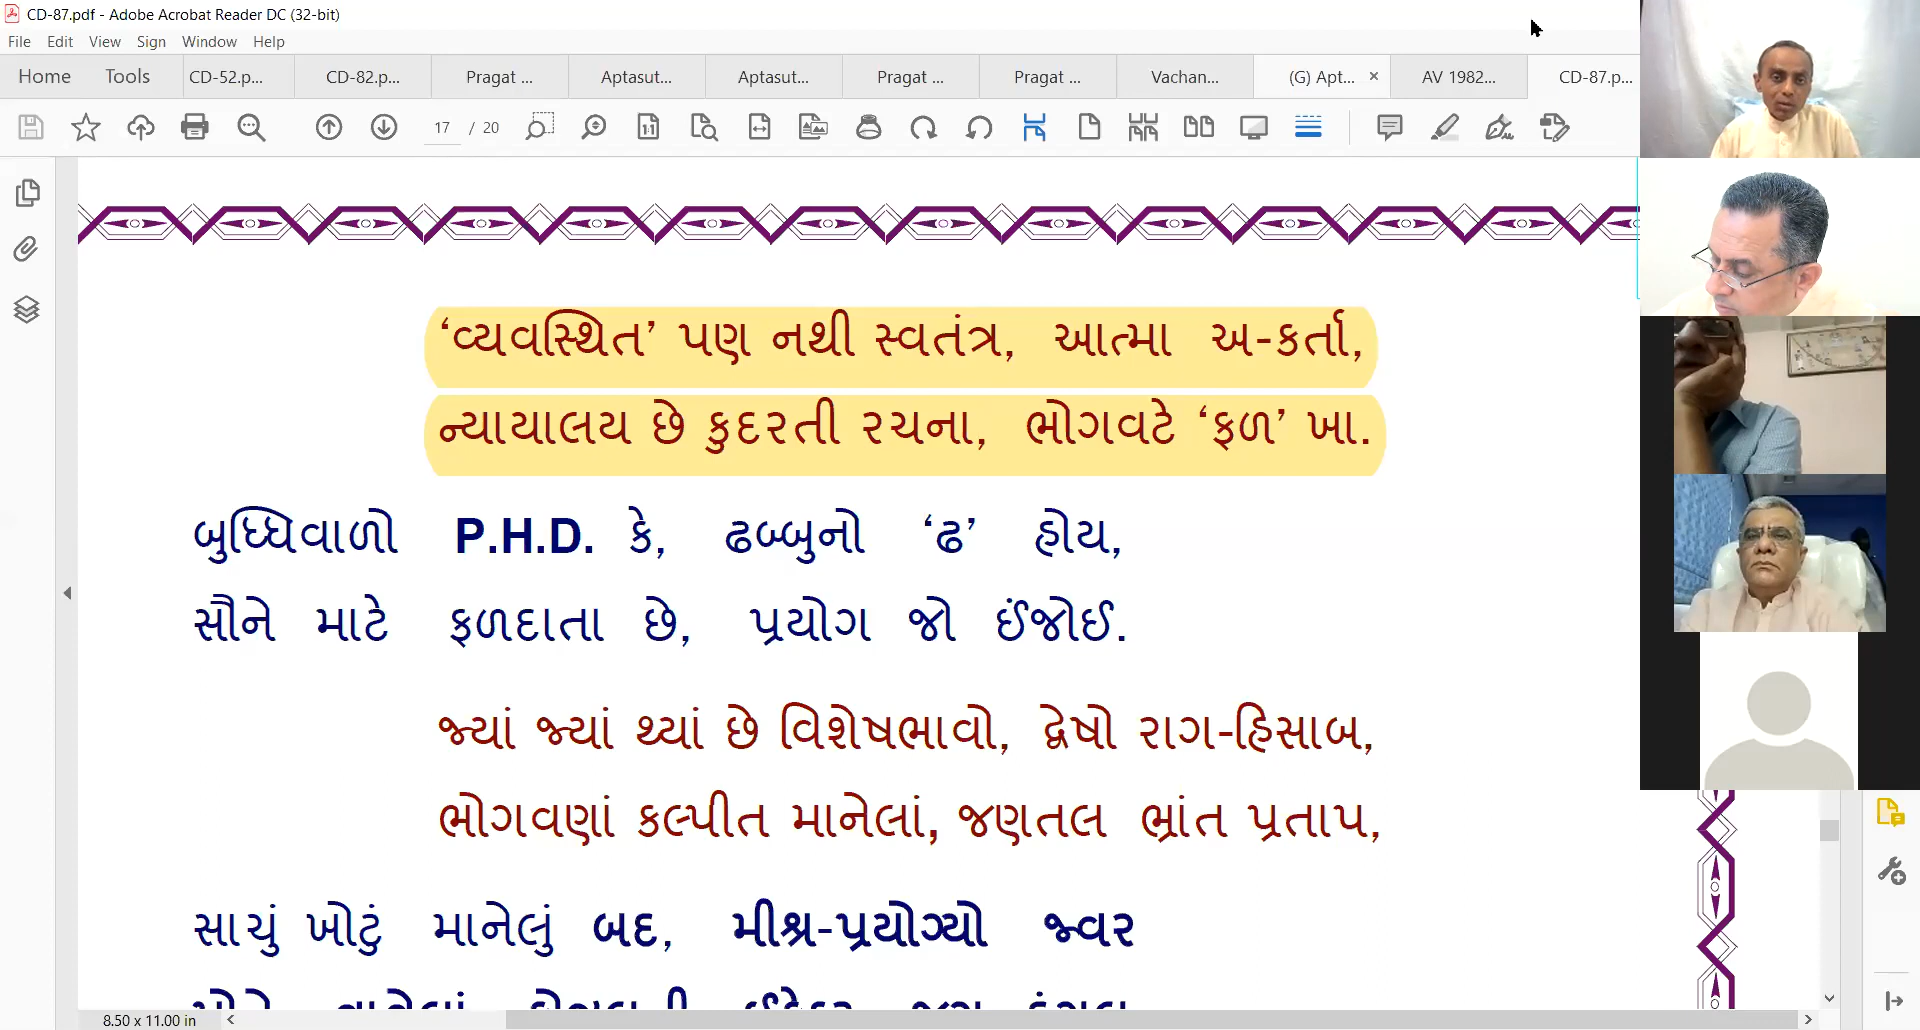 CD-87.pdf - Adobe Acrobat Reader DC (32-bit)
File Edit View Sign Window Help
Home Tools CD-52.p... CD-82.p... Pragat ... Aptasut... Aptasut... Pragat ... Pragat ... Vachan... (G) Apt... × AV 1982... CD-87.p...
17 / 20
‘વ્યવસ્થિત’ પણ નથી સ્વતંત્ર, આત્મા અ-કર્તા,
ન્યાયાલય છે કુદરતી રચના, ભોગવટે ‘ફળ’ ખા.
બુધ્ધિવાળો P.H.D. કે, ઢબ્બુનો ‘ઢ’ હોય,
સૌને માટે ફળદાતા છે, પ્રયોગ જો ઈંજોઈ.
જ્યાં જ્યાં થ્યાં છે વિશેષભાવો, દ્વેષો રાગ-હિસાબ,
ભોગવણાં કલ્પીત માનેલાં, જણતલ ભ્રાંત પ્રતાપ,
સાચું ખોટું માનેલું બદ, મીશ્ર-પ્રયોગ્યો જ્વર
8.50 x 11.00 in